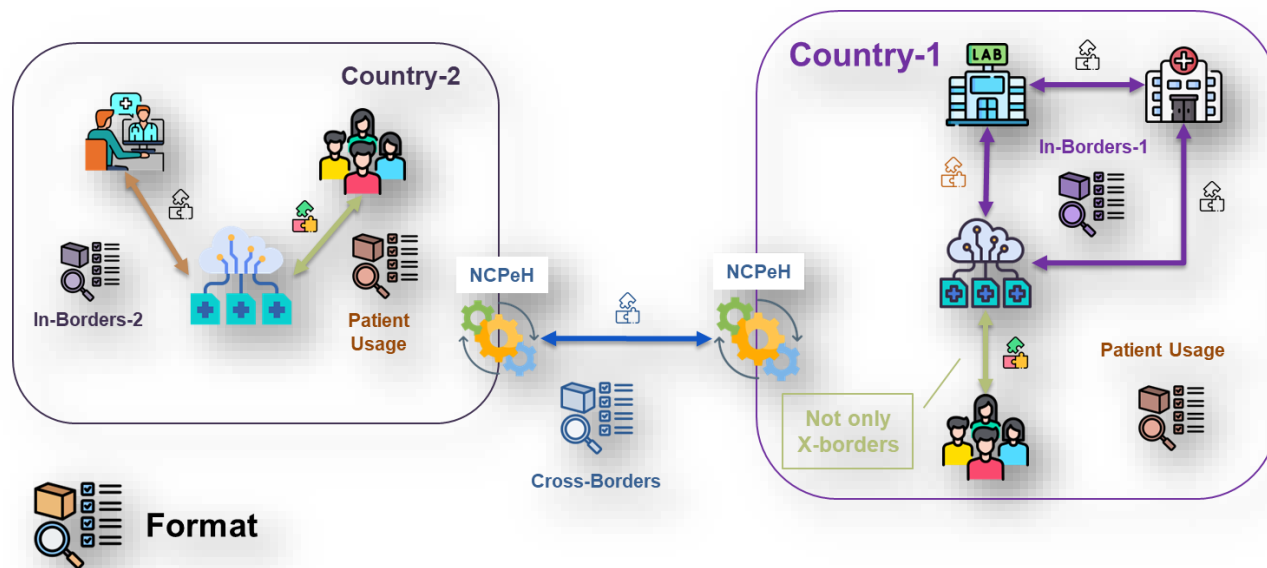 Country-2
In-Borders-2
Patient
Usage
NCPeH
Cross-Borders
NCPeH
Country-1
LAB
In-Borders-1
Patient Usage
Not only
X-borders
Format